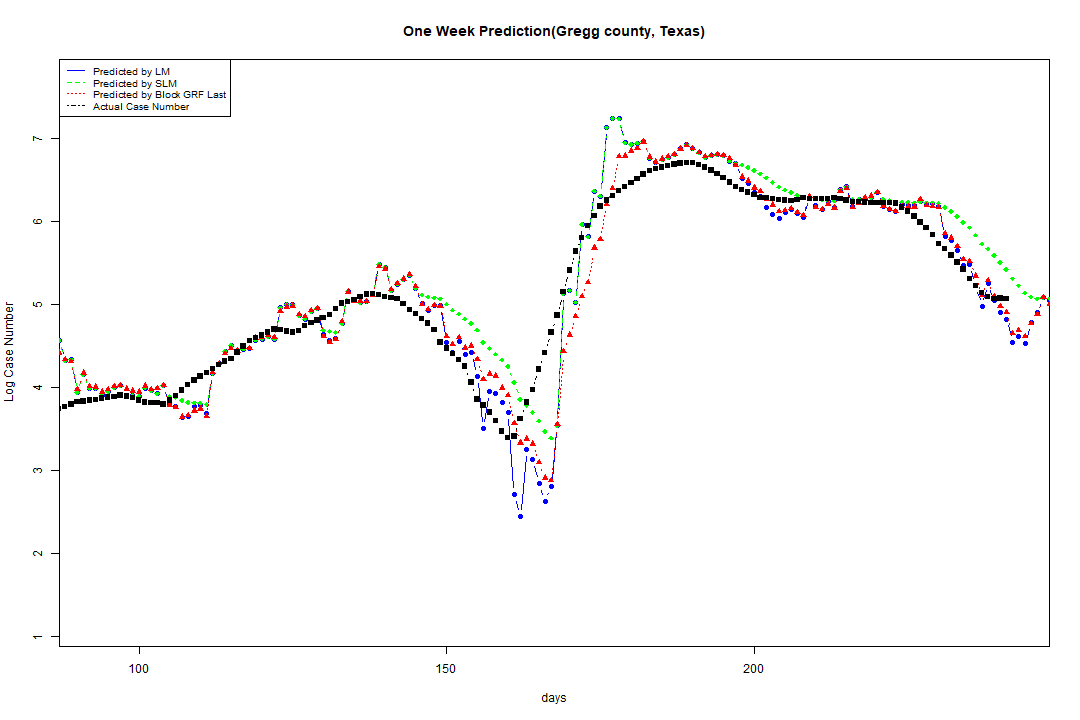 One Week Prediction(Gregg county, Texas)
Predicted by LM
Predicted by SLM
Predicted by Block GRF Last
Actual Case Number
7
6
5
4
3
2
1
Log Case Number
100
150
200
days